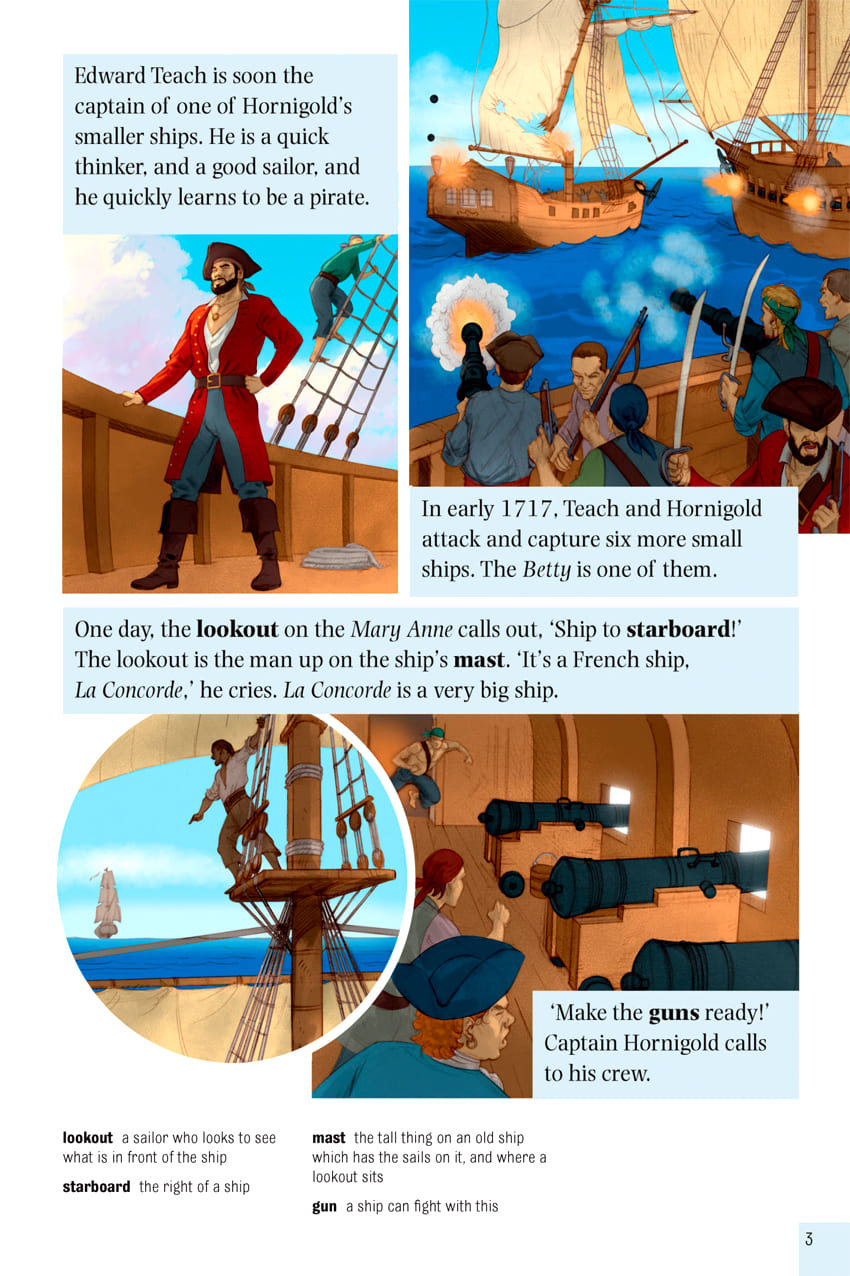 Edward Teach is soon the
captain of one of Hornigold’s
smaller ships. He is a quick
thinker, and a good sailor, and
he quickly learns to be a pirate.
In early 1717, Teach and Hornigold
attack and capture six more small
ships. The Betty is one of them.
One day, the lookout on the Mary Anne calls out, ‘Ship to starboard!’
The lookout is the man up on the ship’s mast. ‘It’s a French ship,
La Concorde,’ he cries. La Concorde is a very big ship.
‘Make the guns ready!’
Captain Hornigold calls
to his crew.
lookout a sailor who looks to see
what is in front of the ship
starboard the right of a ship
mast the tall thing on an old ship
which has the sails on it, and where a
lookout sits
gun a ship can fight with this
3